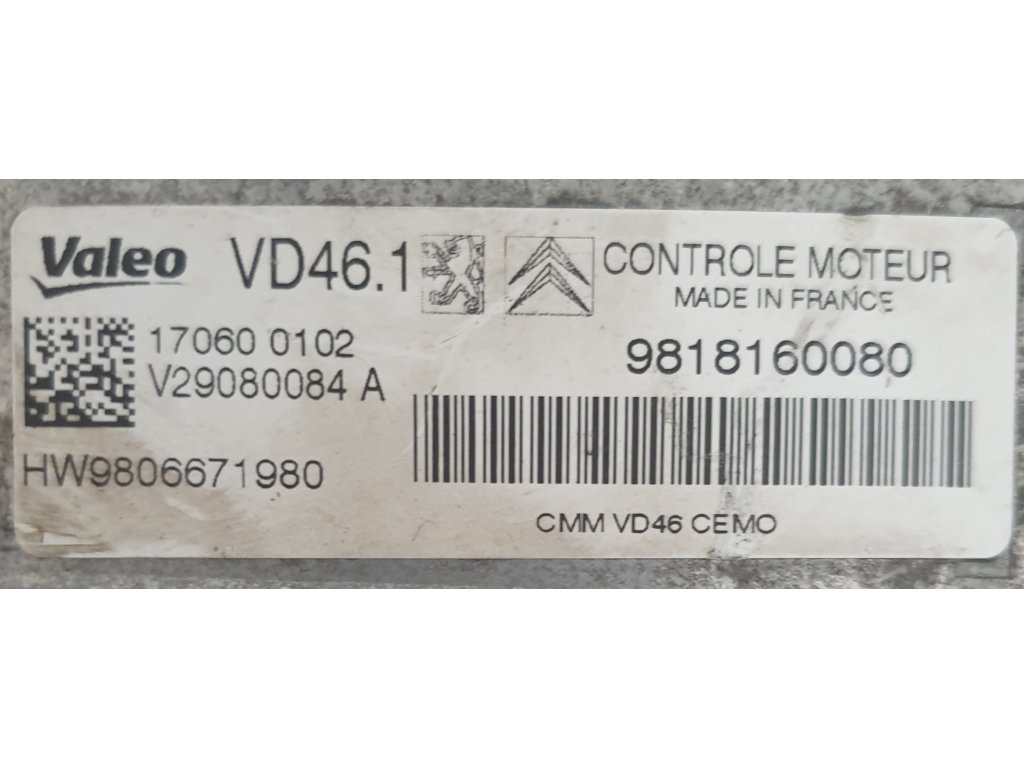 Valeo VD46.1 CONTROLE MOTEUR
MADE IN FRANCE
17060 0102
9818160080
V29080084 A
HW9806671980
CMM VD46 CEMO